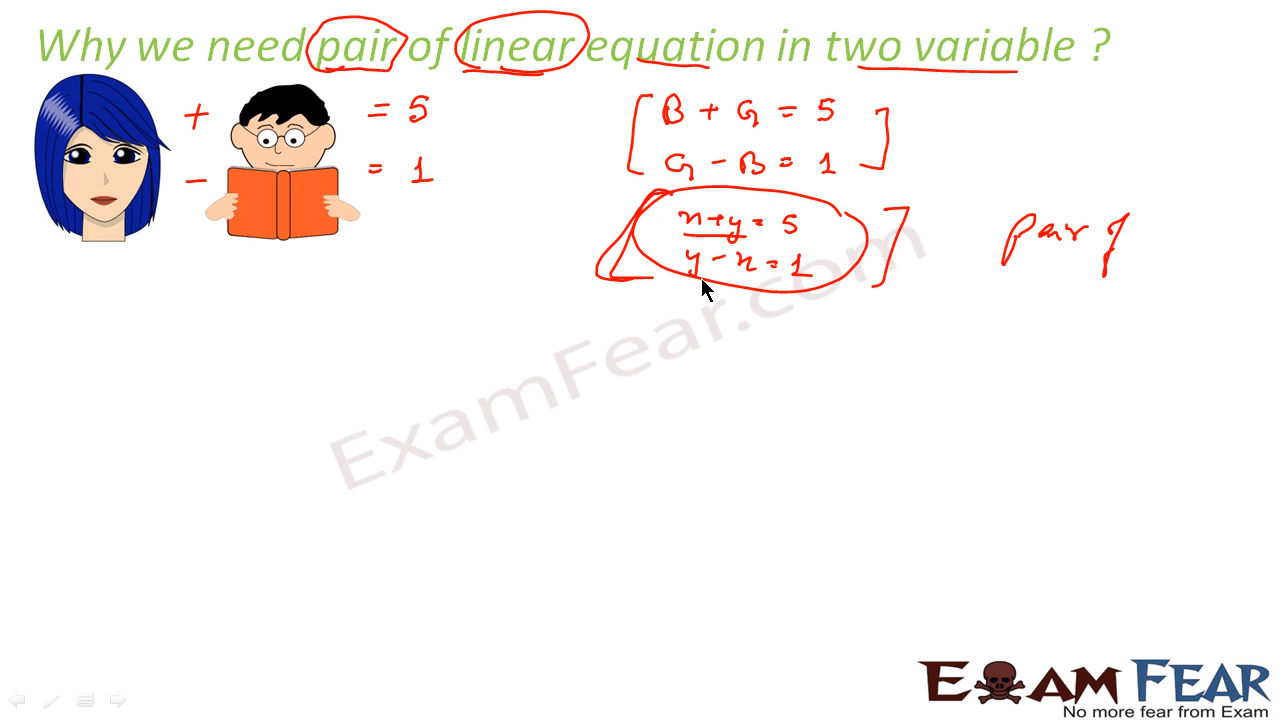 Why we need pair of linear equation in two variable ?
+ = 5
- = 1
B + G = 5
G - B = 1
x + y = 5
y - x = 1
Pair of
ExamFear.com
EXAM FEAR
No more fear from Exam